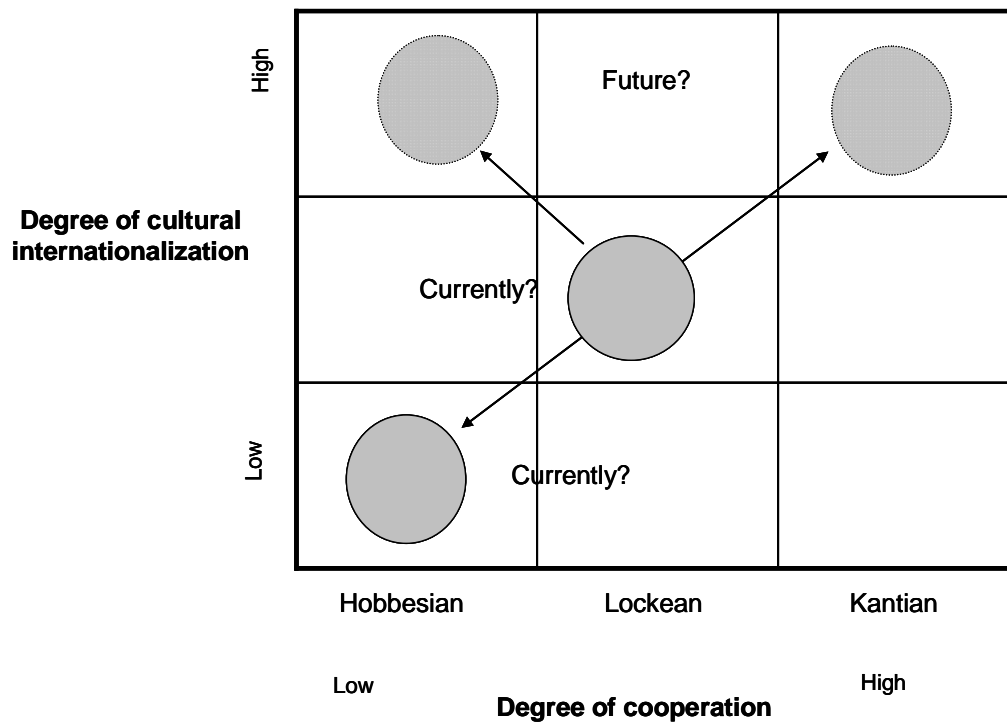 High
Future?
Degree of cultural
internationalization
Currently?
Low
Currently?
Hobbesian
Lockean
Kantian
Low
High
Degree of cooperation